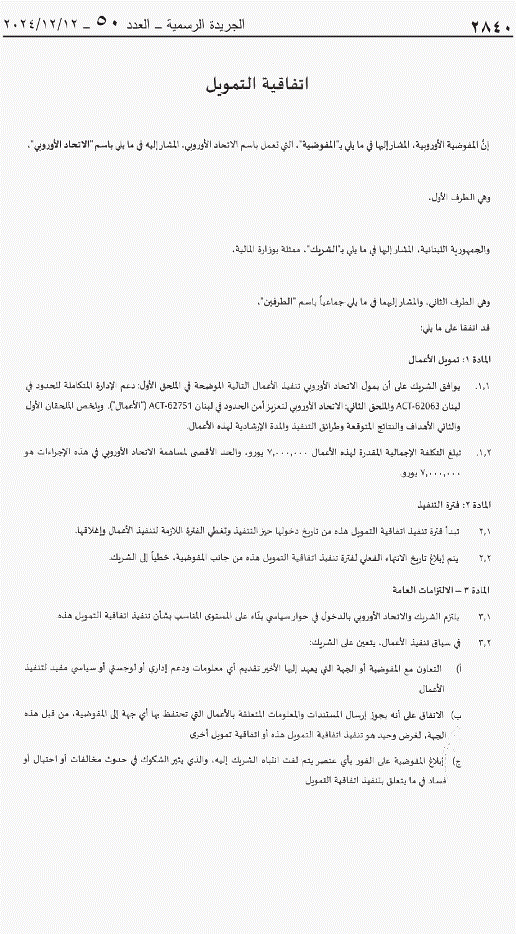 ٢٨٤٠ الجريدة الرسمية – العدد ٥٠ – ٢٠٢٤/١٢/١٢
اتفاقية التمويل
إنّ المفوضية الأوروبية، المشار إليها في ما يلي بـ"المفوضية"، التي تعمل باسم الاتحاد الأوروبي، المشار إليه في ما يلي باسم "الاتحاد الأوروبي"،
وهي الطرف الأول،
والجمهورية اللبنانية، المشار إليها في ما يلي بـ"الشريك"، ممثلة بوزارة المالية،
وهي الطرف الثاني، والمشار إليهما في ما يلي جماعياً باسم "الطرفين"،
قد اتفقا على ما يلي:
المادة ١: تمويل الأعمال
١.١ يوافق الشريك على أن يمول الاتحاد الأوروبي تنفيذ الأعمال التالية الموضحة في الملحق الأول: دعم الإدارة المتكاملة للحدود في
لبنان ACT-62063 والملحق الثاني: الاتحاد الأوروبي لتعزيز أمن الحدود في لبنان ACT-62751 ("الأعمال"). ويلخص الملحقان الأول
والثاني الأهداف والنتائج المتوقعة وطرائق التنفيذ والمدة الإرشادية لهذه الأعمال.
١.٢ تبلغ التكلفة الإجمالية المقدرة لهذه الأعمال ٧,٠٠٠,٠٠٠ يورو، والحد الأقصى لمساهمة الاتحاد الأوروبي في هذه الإجراءات هو
٧,٠٠٠,٠٠٠ يورو.
المادة ٢: فترة التنفيذ
٢.١ تبدأ فترة تنفيذ اتفاقية التمويل هذه من تاريخ دخولها حيز التنفيذ وتغطي الفترة اللازمة لتنفيذ الأعمال وإغلاقها.
٢.٢ يتم إبلاغ تاريخ الانتهاء الفعلي لفترة تنفيذ اتفاقية التمويل هذه من جانب المفوضية، خطياً إلى الشريك.
المادة ٣ – الالتزامات العامة
٣.١ يلتزم الشريك والاتحاد الأوروبي بالدخول في حوار سياسي بنّاء على المستوى المناسب بشأن تنفيذ اتفاقية التمويل هذه
٣.٢ في سياق تنفيذ الأعمال، يتعين على الشريك:
أ) التعاون مع المفوضية أو الجهة التي يعهد إليها الأخير تقديم أي معلومات ودعم إداري أو لوجستي أو سياسي مفيد لتنفيذ
الأعمال
ب) الاتفاق على أنه يجوز إرسال المستندات والمعلومات المتعلقة بالأعمال التي تحتفظ بها أي جهة إلى المفوضية، من قبل هذه
الجهة، لغرض وحيد هو تنفيذ اتفاقية التمويل هذه أو اتفاقية تمويل أخرى
ج) إبلاغ المفوضية على الفور بأي عنصر يتم لفت انتباه الشريك إليه، والذي يثير الشكوك في حدوث مخالفات أو احتيال أو
فساد في ما يتعلق بتنفيذ اتفاقية التمويل